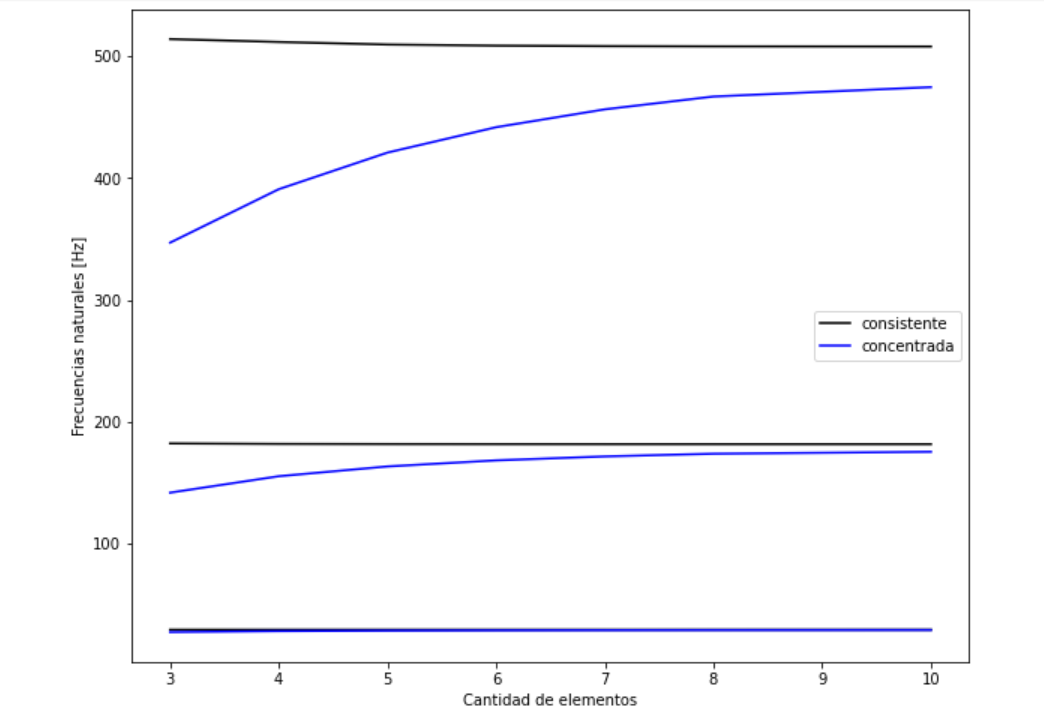 500
400
300
200
100
Frecuencias naturales [Hz]
consistente
concentrada
3 4 5 6 7 8 9 10
Cantidad de elementos